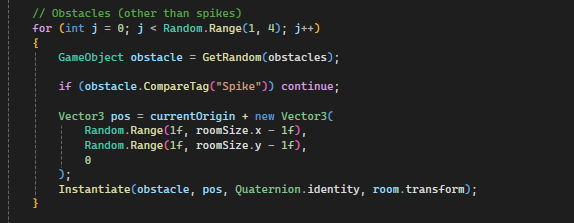 // Obstacles (other than spikes)
for (int j = 0; j < Random.Range(1, 4); j++)
{
GameObject obstacle = GetRandom(obstacles);
if (obstacle.CompareTag("Spike")) continue;
Vector3 pos = currentOrigin + new Vector3(
Random.Range(1f, roomSize.x - 1f),
Random.Range(1f, roomSize.y - 1f),
0
);
Instantiate(obstacle, pos, Quaternion.identity, room.transform);
}